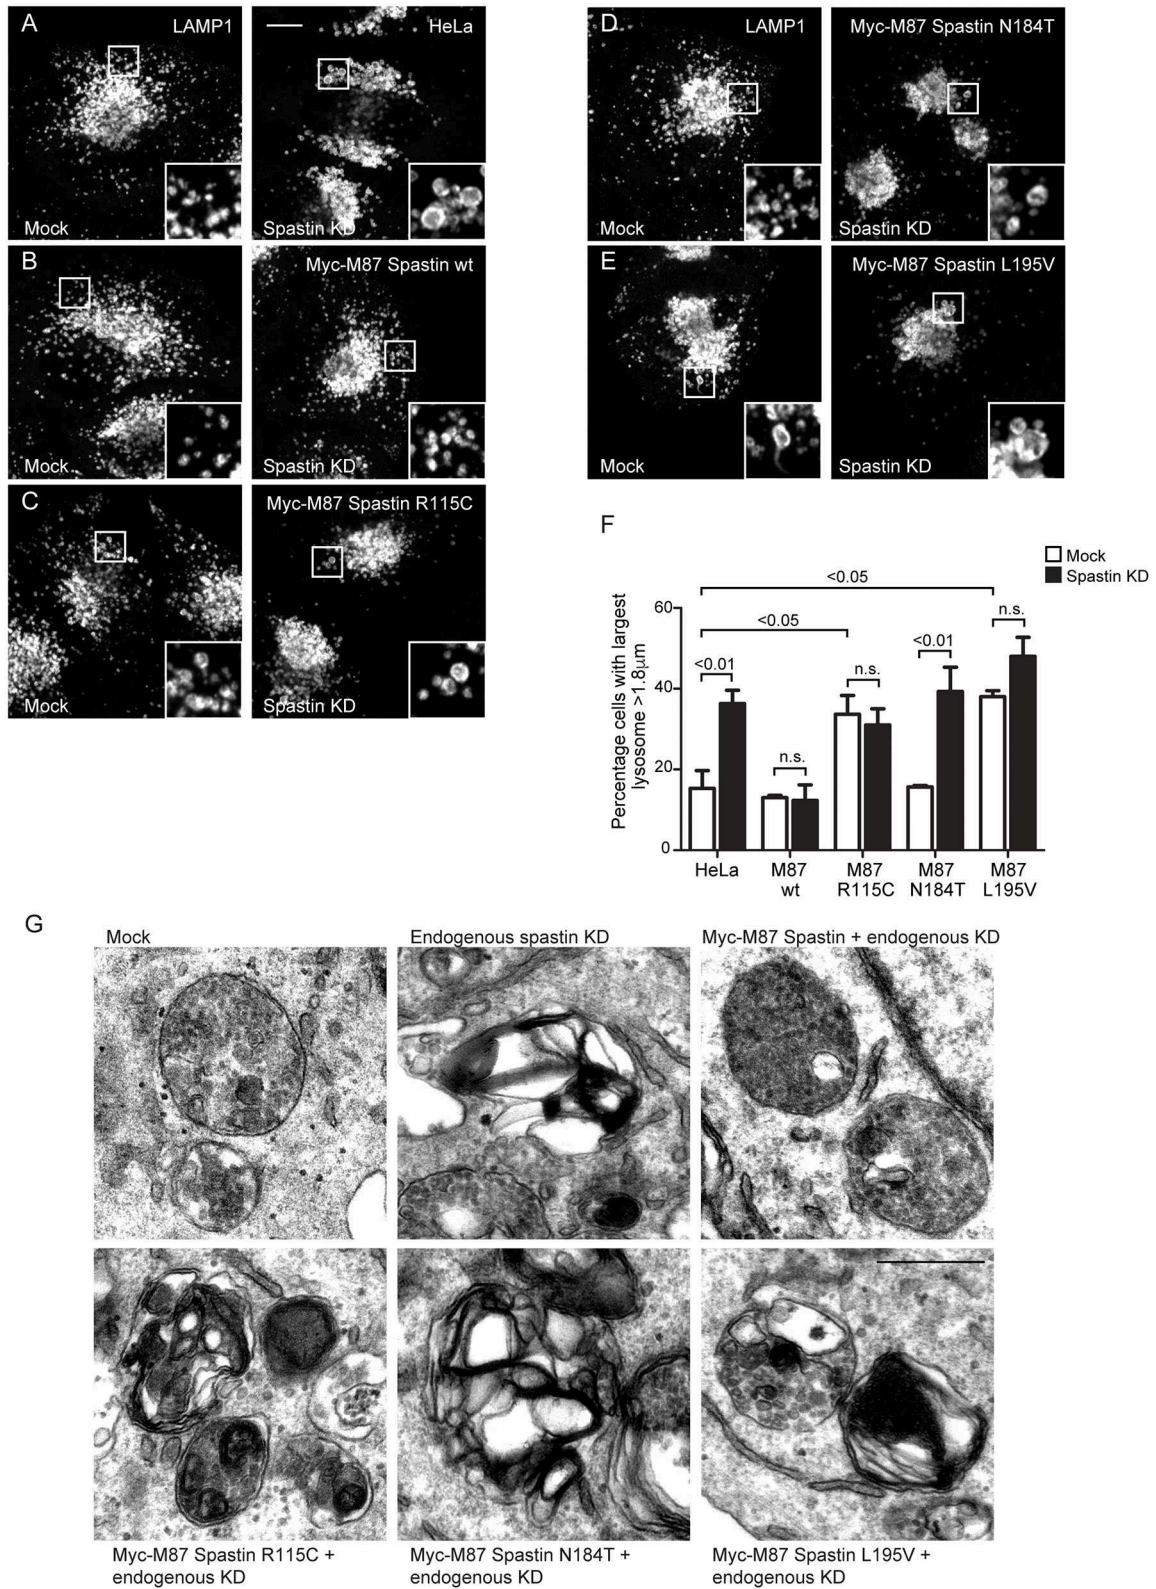 A
LAMP1
HeLa
Mock
Spastin KD
B
Myc-M87 Spastin wt
Mock
Spastin KD
C
Myc-M87 Spastin R115C
Mock
Spastin KD
D
LAMP1
Myc-M87 Spastin N184T
Mock
Spastin KD
E
Myc-M87 Spastin L195V
Mock
Spastin KD
F
Mock
Spastin KD
Percentage cells with largest
lysosome >1.8μm
60
40
20
0
<0.05
<0.05
<0.01
n.s.
n.s.
<0.01
n.s.
HeLa
M87
wt
M87
R115C
M87
N184T
M87
L195V
G
Mock
Endogenous spastin KD
Myc-M87 Spastin + endogenous KD
Myc-M87 Spastin R115C +
endogenous KD
Myc-M87 Spastin N184T +
endogenous KD
Myc-M87 Spastin L195V +
endogenous KD